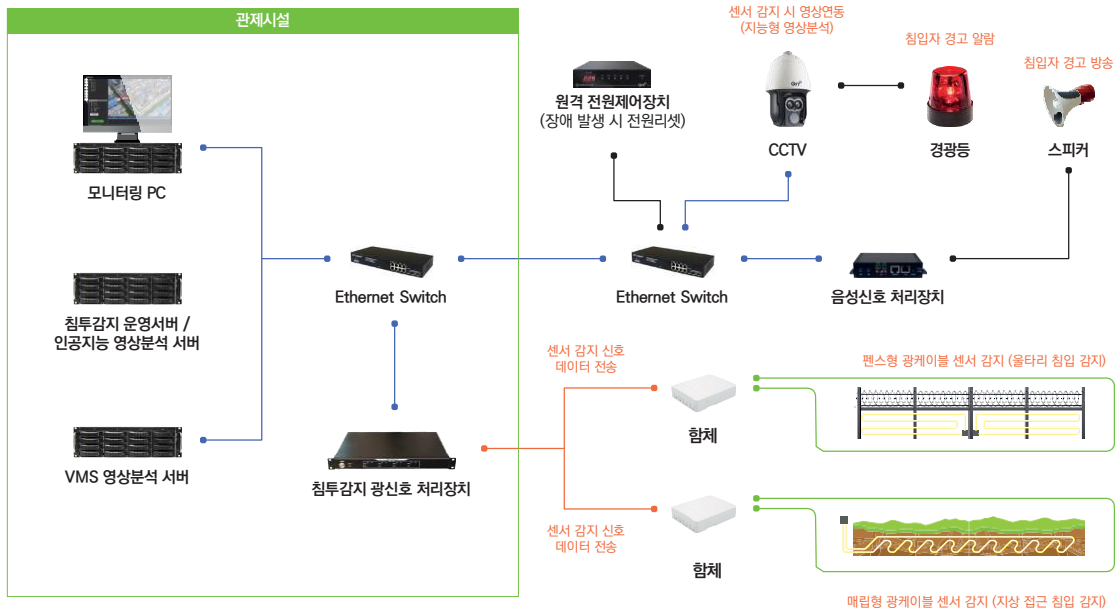 관제시설
센서 감지 시 영상연동
(지능형 영상분석)
침입자 경고 알람
침입자 경고 방송
원격 전원제어장치
(장애 발생 시 전원리셋)
CCTV
경광등
스피커
모니터링 PC
Ethernet Switch
Ethernet Switch
음성신호 처리장치
침투감지 운영서버 /
인공지능 영상분석 서버
센서 감지 신호
데이터 전송
펜스형 광케이블 센서 감지 (울타리 침입 감지)
함체
VMS 영상분석 서버
침투감지 광신호 처리장치
센서 감지 신호
데이터 전송
함체
매립형 광케이블 센서 감지 (지상 접근 침입 감지)